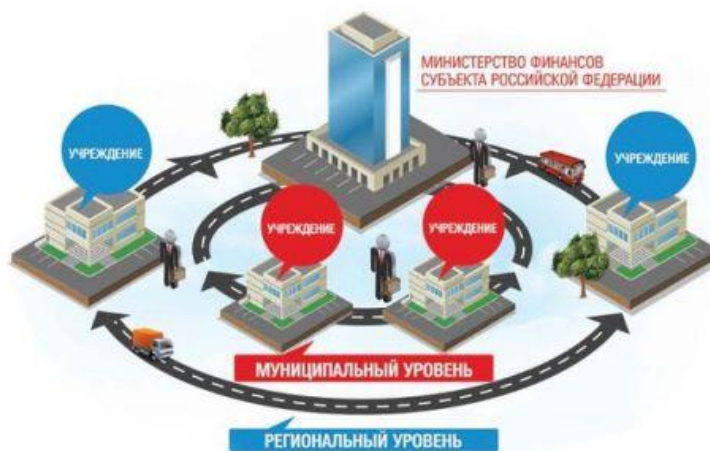 МИНИСТЕРСТВО ФИНАНСОВ
СУБЪЕКТА РОССИЙСКОЙ ФЕДЕРАЦИИ
УЧРЕЖДЕНИЕ
УЧРЕЖДЕНИЕ
УЧРЕЖДЕНИЕ
УЧРЕЖДЕНИЕ
МУНИЦИПАЛЬНЫЙ УРОВЕНЬ
РЕГИОНАЛЬНЫЙ УРОВЕНЬ